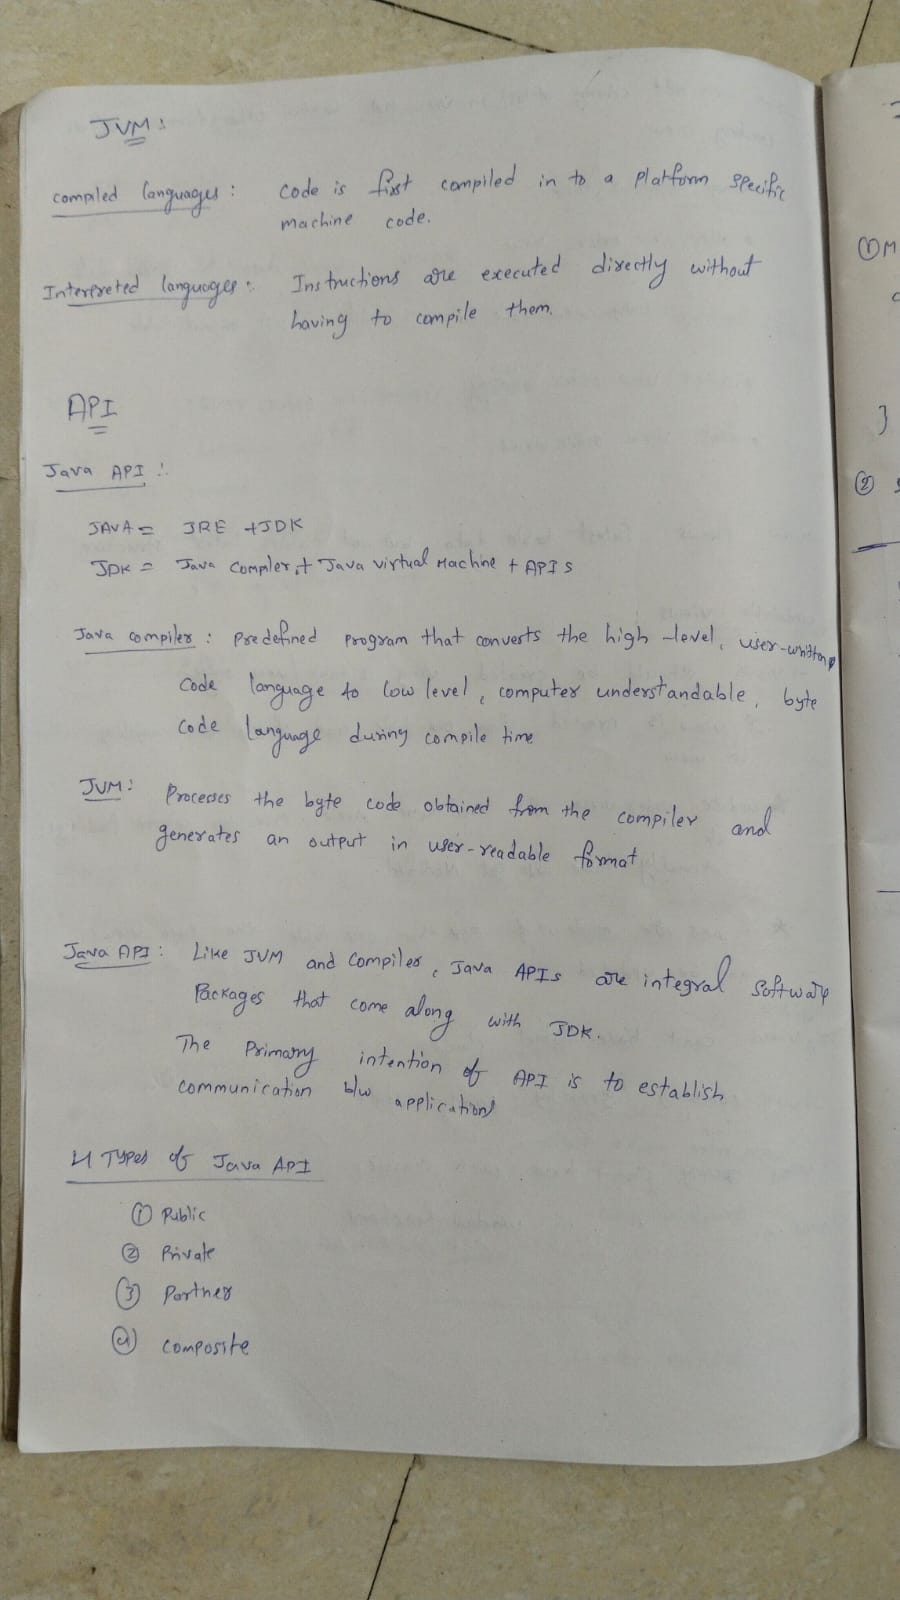 JVM:
compiled languages: code is first compiled in to a platform specific
machine code.
Interpreted languages: Instructions are executed directly without
having to compile them.
API
Java API:
JAVA = JRE + JDK
JDK = Java Compiler + Java virtual Machine + APIs
Java compiler: predefined program that converts the high-level, user-written
code language to low level, computer understandable, byte
code language during compile time
JVM: Processes the byte code obtained from the compiler and
generates an output in user-readable format
Java API: Like JVM and compiler, Java APIs are integral software
Packages that come along with JDK.
The Primary intention of API is to establish
communication b/w applications
4 Types of Java API
① Public
② Private
③ Partner
④ composite
① M
}
②